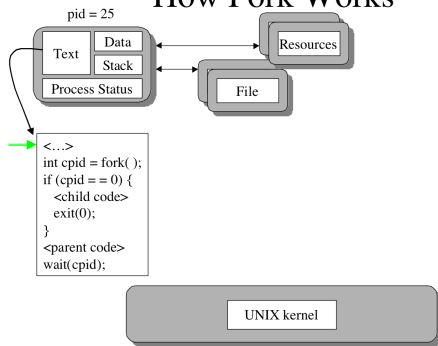 How Fork Works
pid = 25
Text
Data
Stack
Process Status
Resources
File
<...>
int cpid = fork( );
if (cpid = = 0) {
<child code>
exit(0);
}
<parent code>
wait(cpid);
UNIX kernel